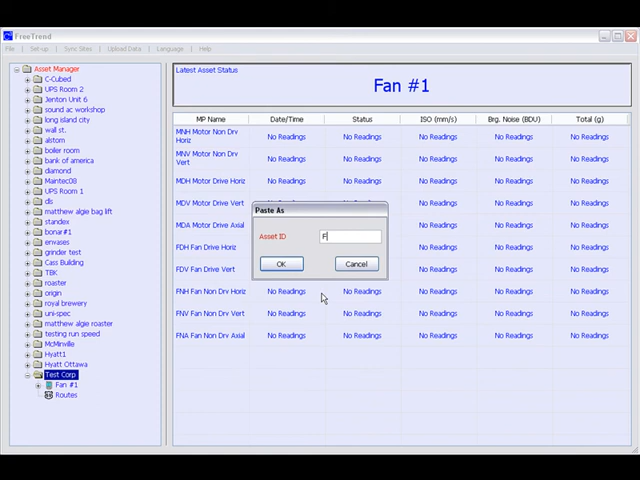 FreeTrend
File Set-up Sync Sites Upload Data Language Help
Asset Manager
C-Cubed
UPS Room 2
Jenton Unit 6
sound ac workshop
long island city
wall st.
alstom
boiler room
bank of america
diamond
Maintec08
UPS Room 1
dls
matthew algie bag lift
standex
bonar#1
envases
grinder test
Cass Building
TBK
roaster
origin
royal brewery
uni-spec
matthew algie roaster
testing run speed
McMinville
Hyatt1
Hyatt Ottawa
Test Corp
Fan #1
Routes
Latest Asset Status
Fan #1
MP Name Date/Time Status ISO (mm/s) Brg. Noise (BDU) Total (g)
MNH Motor Non Drv Horiz No Readings No Readings No Readings No Readings No Readings
MNV Motor Non Drv Vert No Readings No Readings No Readings No Readings No Readings
MDH Motor Drive Horiz No Readings No Readings No Readings No Readings No Readings
MDV Motor Drive Vert No Readings No Readings No Readings
MDA Motor Drive Axial No Readings No Readings No Readings
FDH Fan Drive Horiz No Readings No Readings No Readings
FDV Fan Drive Vert No Readings No Readings No Readings
FNH Fan Non Drv Horiz No Readings No Readings No Readings No Readings No Readings
FNV Fan Non Drv Vert No Readings No Readings No Readings No Readings No Readings
FNA Fan Non Drv Axial No Readings No Readings No Readings No Readings No Readings
Paste As
Asset ID F
OK Cancel